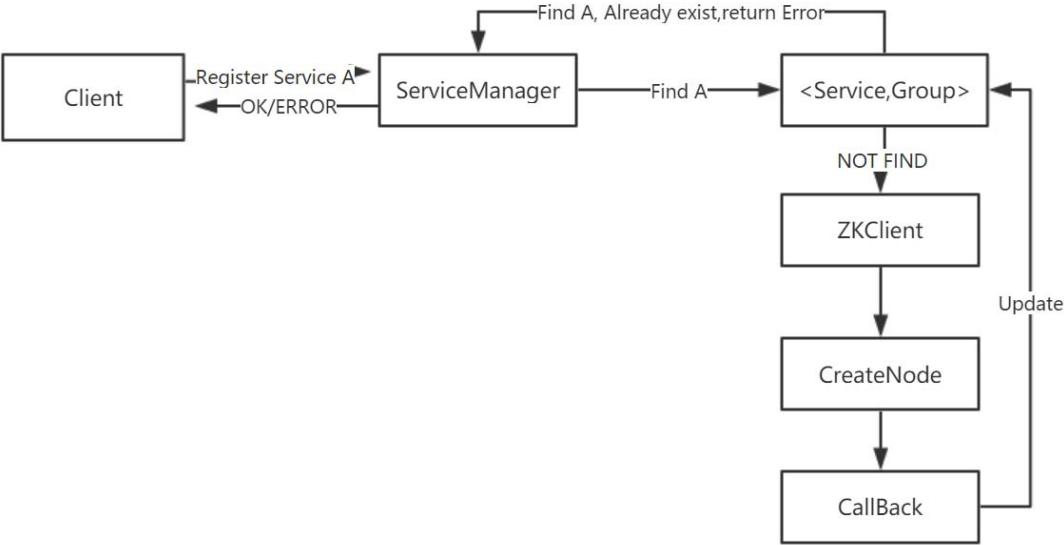 Find A, Already exist,return Error
Client
Register Service A
OK/ERROR
ServiceManager
Find A
<Service,Group>
NOT FIND
ZKClient
Update
CreateNode
CallBack